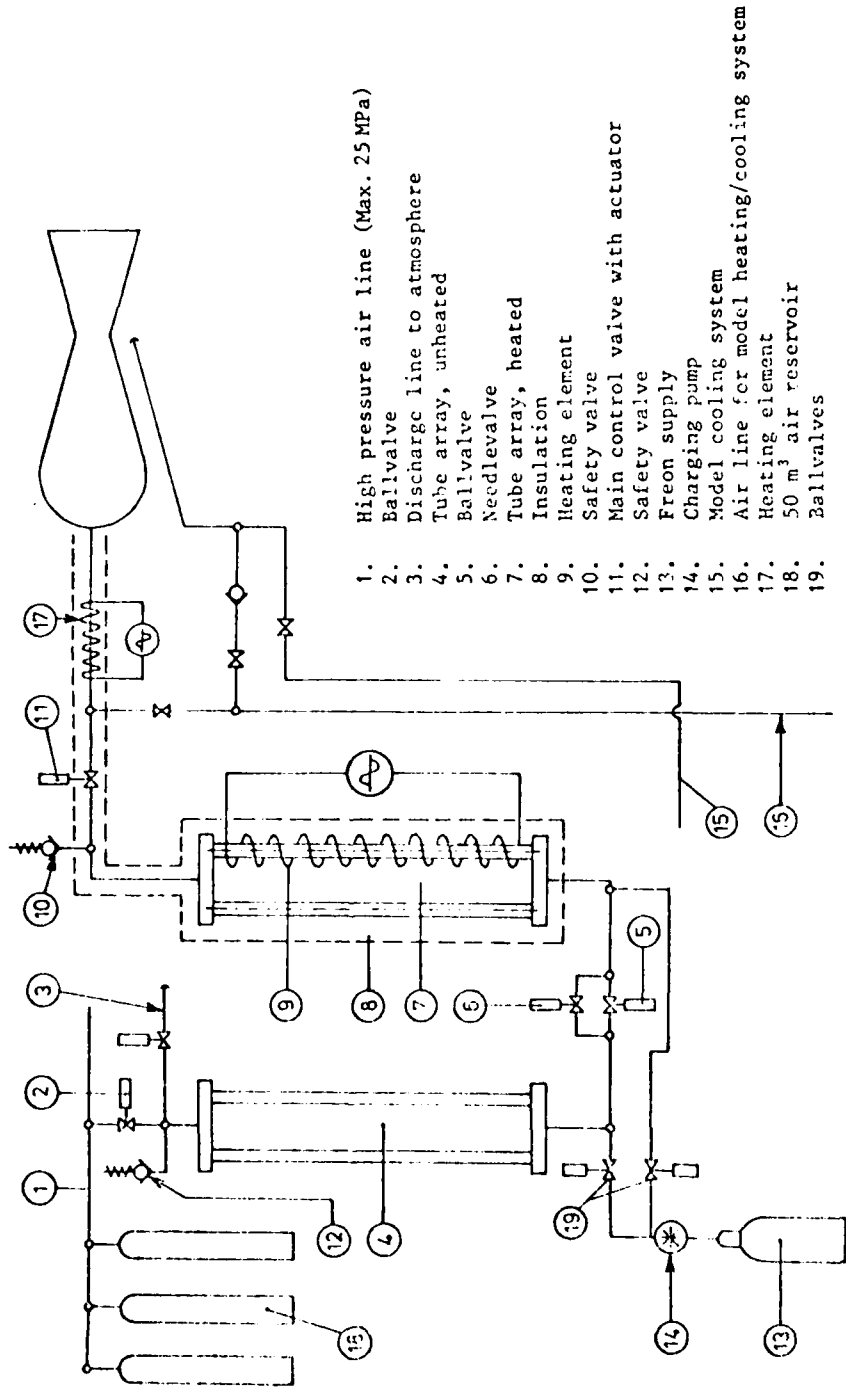 1. High pressure air line (Max. 25 MPa)
2. Ballvalve
3. Discharge line to atmosphere
4. Tube array, unheated
5. Ballvalve
6. Needlevalve
7. Tube array, heated
8. Insulation
9. Heating element
10. Safety valve
11. Main control valve with actuator
12. Safety valve
13. Freon supply
14. Charging pump
15. Model cooling system
16. Air line for model heating/cooling system
17. Heating element
18. 50 m³ air reservoir
19. Ballvalves
1
2
3
10
11
17
12
4
9
8
7
6
5
15
16
18
19
14
13